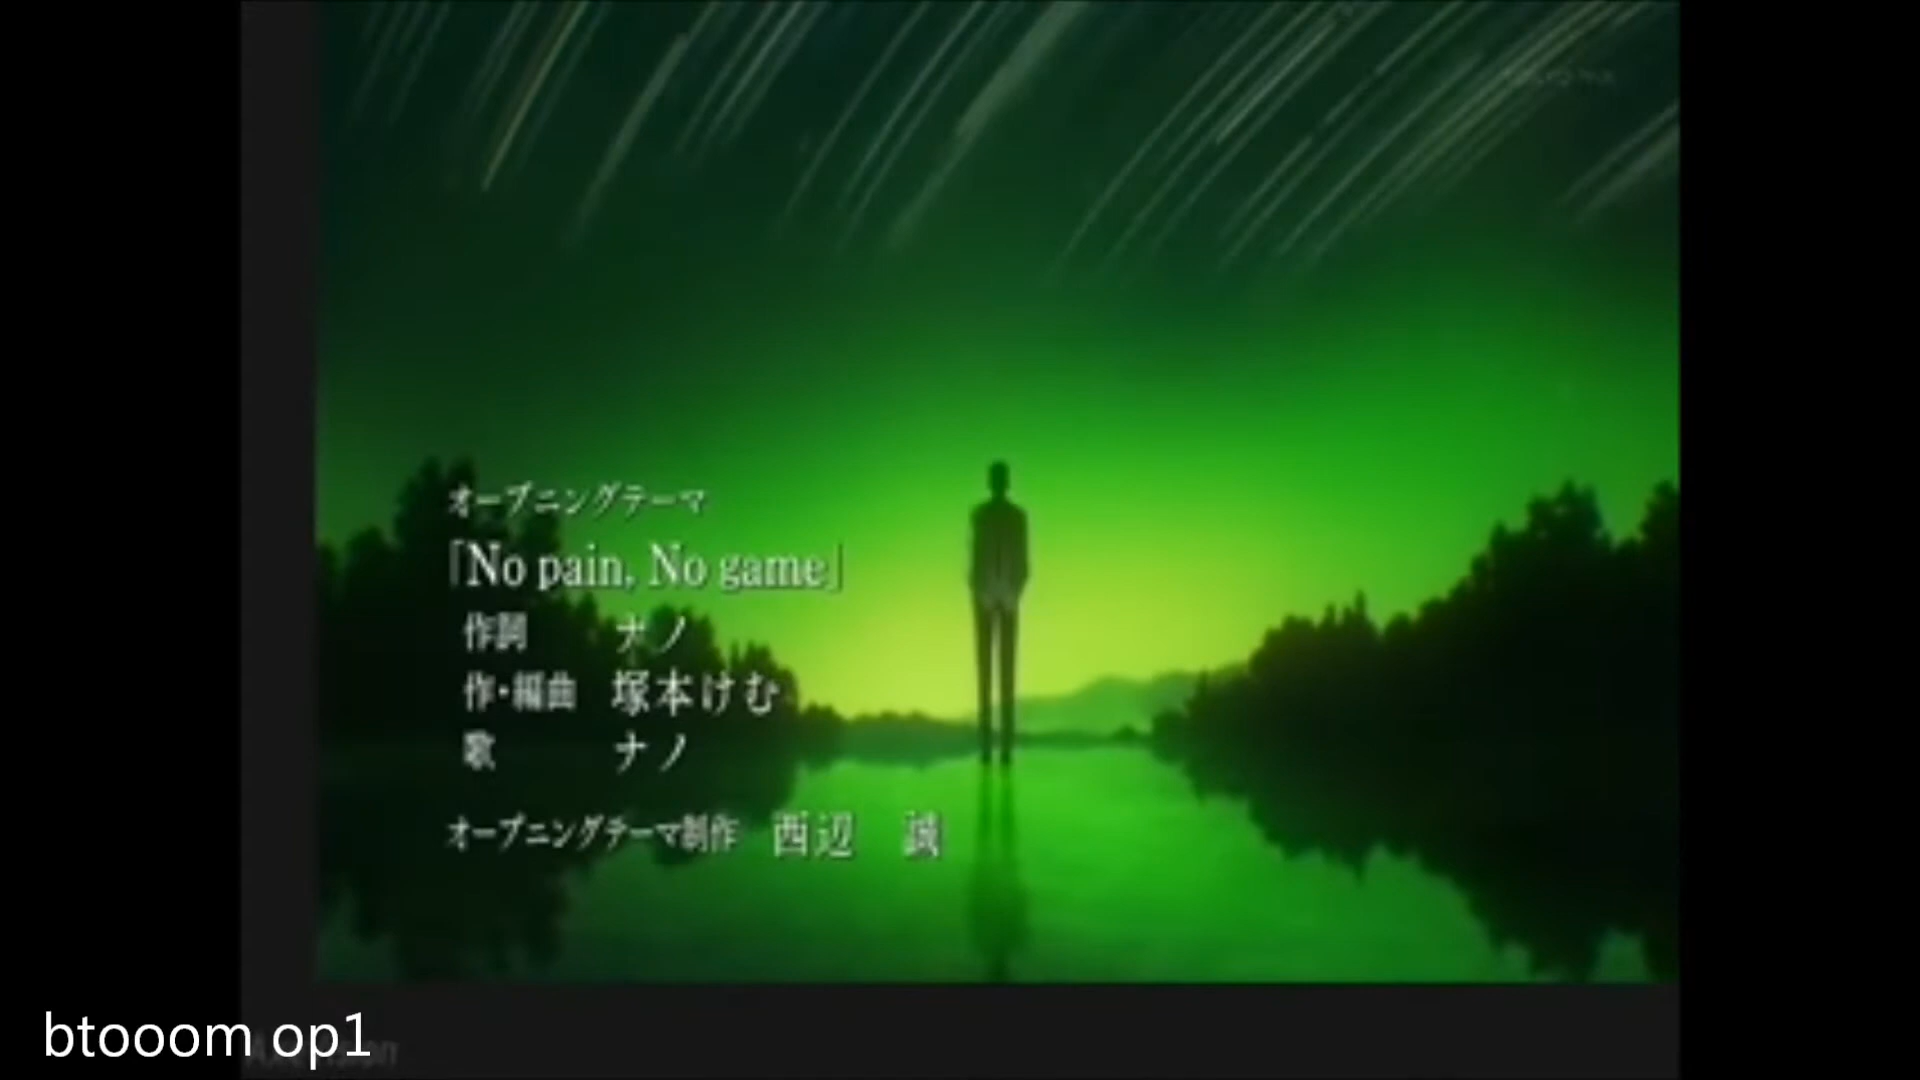 オープニングテーマ
「No pain, No game」
作詞 ナノ
作・編曲 塚本けむ
歌 ナノ
オープニングテーマ制作 西辺 誠
btooom op1